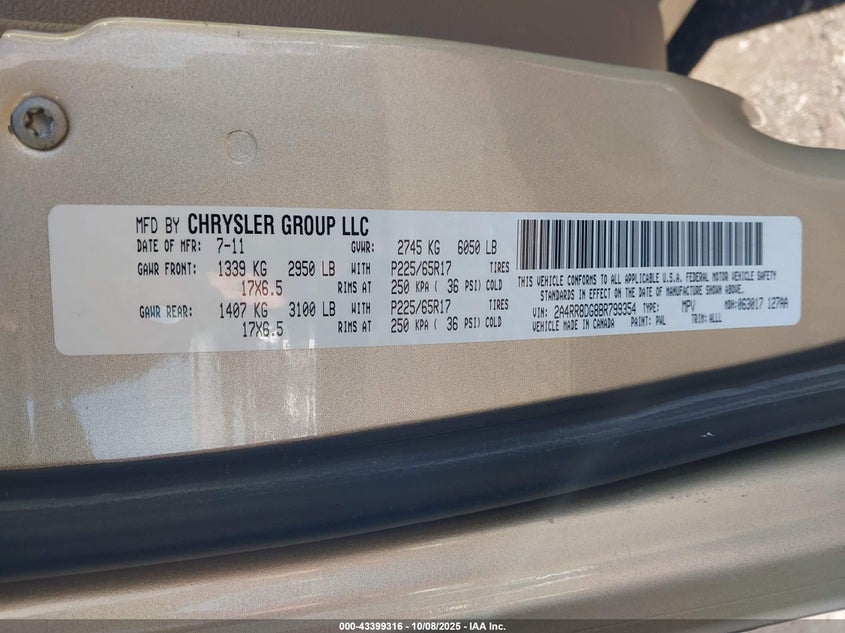 MFD BY CHRYSLER GROUP LLC
DATE OF MFR: 7-11 GVWR: 2745 KG 6050 LB
GAWR FRONT: 1339 KG 2950 LB WITH P225/65R17 TIRES
17X6.5 RIMS AT 250 KPA ( 36 PSI) COLD
GAWR REAR: 1407 KG 3100 LB WITH P225/65R17 TIRES
17X6.5 RIMS AT 250 KPA ( 36 PSI) COLD
THIS VEHICLE CONFORMS TO ALL APPLICABLE U.S.A. FEDERAL MOTOR VEHICLE SAFETY
STANDARDS IN EFFECT ON THE DATE OF MANUFACTURE SHOWN ABOVE.
VIN: 2A4RR8DG8BR799354 TYPE: MPV MDH: 063017 127AA
VEHICLE MADE IN CANADA PAINT: PWL TRIM: ALL1
000-43399316 - 10/08/2025 - IAA Inc.